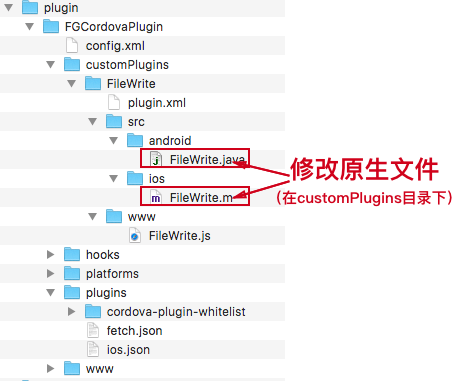 plugin
FGCordovaPlugin
config.xml
customPlugins
FileWrite
plugin.xml
src
android
FileWrite.java
修改原生文件
ios
(在customPlugins目录下)
FileWrite.m
www
FileWrite.js
hooks
platforms
plugins
cordova-plugin-whitelist
fetch.json
ios.json
www